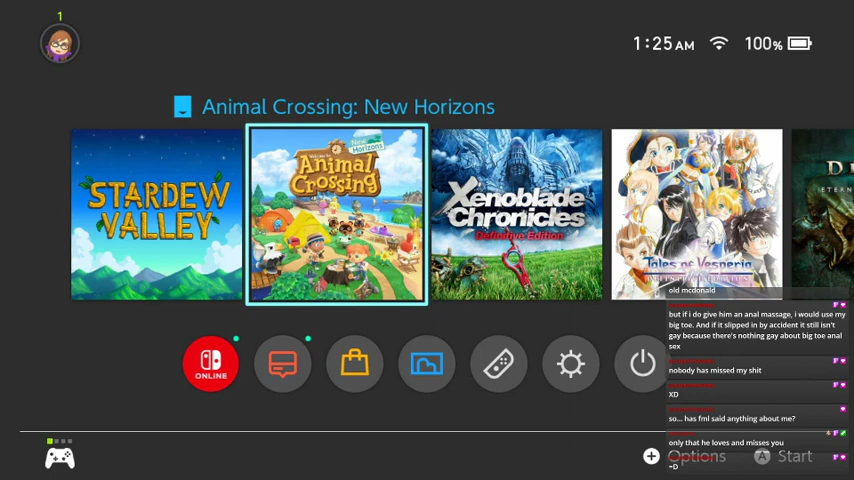 1
1:25 AM
100%
Animal Crossing: New Horizons
STARDEW
VALLEY
New
Horizons
Animal
Crossing
Xenoblade
Chronicles
Definitive Edition
Tales of Vesperia
D
ETERN
ONLINE
old mcdonald
but if i do give him an anal massage, i would use my
big toe. And if it slipped in by accident it still isn't
gay because there's nothing gay about big toe anal
sex
nobody has missed my shit
XD
so... has fml said anything about me?
only that he loves and misses you
=D
Options
Start